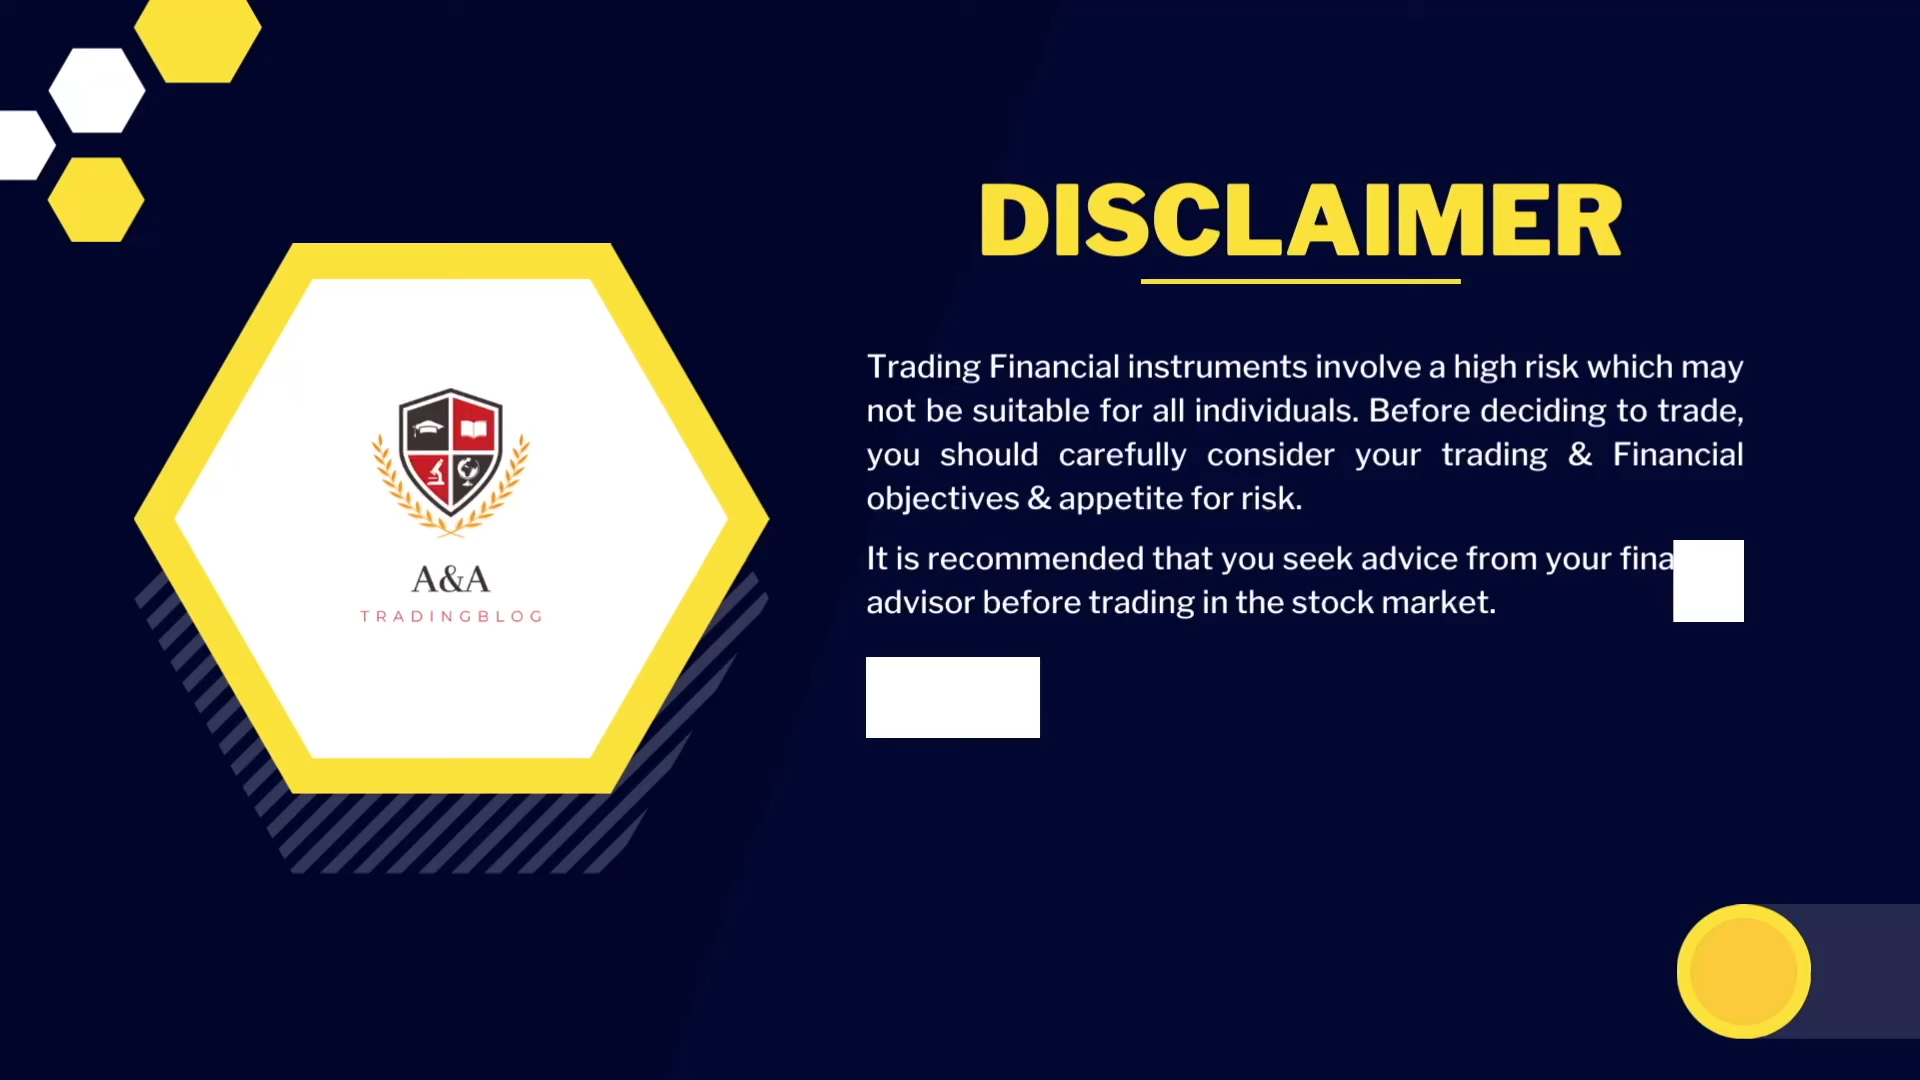 DISCLAIMER
Trading Financial instruments involve a high risk which may
not be suitable for all individuals. Before deciding to trade,
you should carefully consider your trading & Financial
objectives & appetite for risk.
It is recommended that you seek advice from your fina
advisor before trading in the stock market.
A&A
TRADINGBLOG